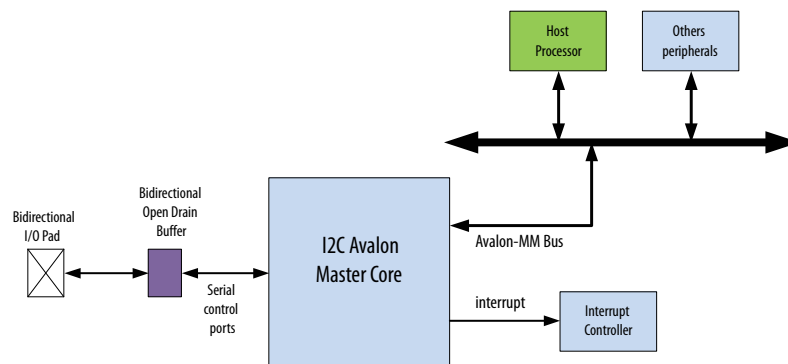 Host
Processor
Others
peripherals
Bidirectional
Open Drain
Buffer
Bidirectional
I/O Pad
I2C Avalon
Master Core
Avalon-MM Bus
Serial
control
ports
interrupt
Interrupt
Controller